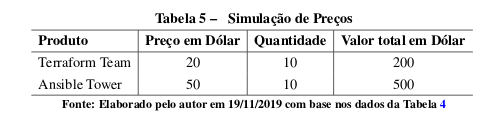 Tabela 5 – Simulação de Preços
Produto Preço em Dólar Quantidade Valor total em Dólar
Terraform Team 20 10 200
Ansible Tower 50 10 500
Fonte: Elaborado pelo autor em 19/11/2019 com base nos dados da Tabela 4